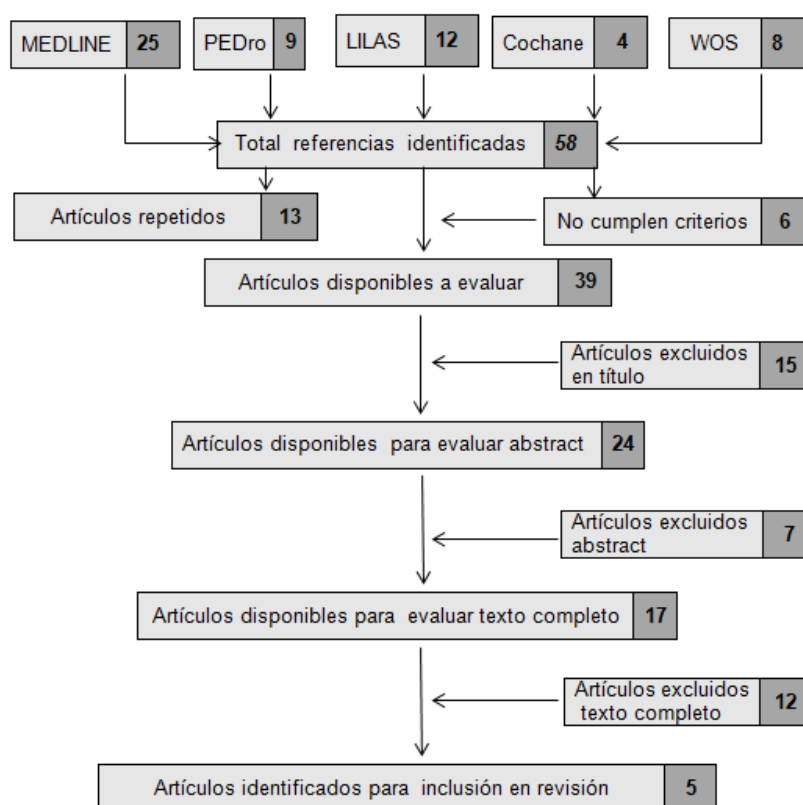 MEDLINE 25
PEDro 9
LILAS 12
Cochane 4
WOS 8
Total referencias identificadas 58
Artículos repetidos 13
No cumplen criterios 6
Artículos disponibles a evaluar 39
Artículos excluidos
en título 15
Artículos disponibles para evaluar abstract 24
Artículos excluidos
abstract 7
Artículos disponibles para evaluar texto completo 17
Artículos excluidos
texto completo 12
Artículos identificados para inclusión en revisión 5